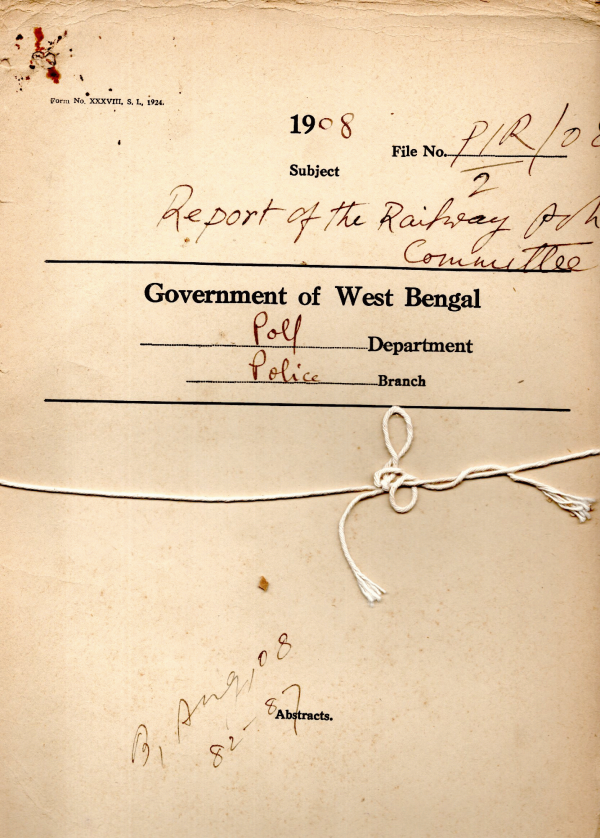 Form No. XXXVIII, S. I., 1924.
1908
File No. P/R/08
2
Subject
Report of the Railway
Committee
Government of West Bengal
Poll Department
Police Branch
B, Aug, 08
82-87
Abstracts.